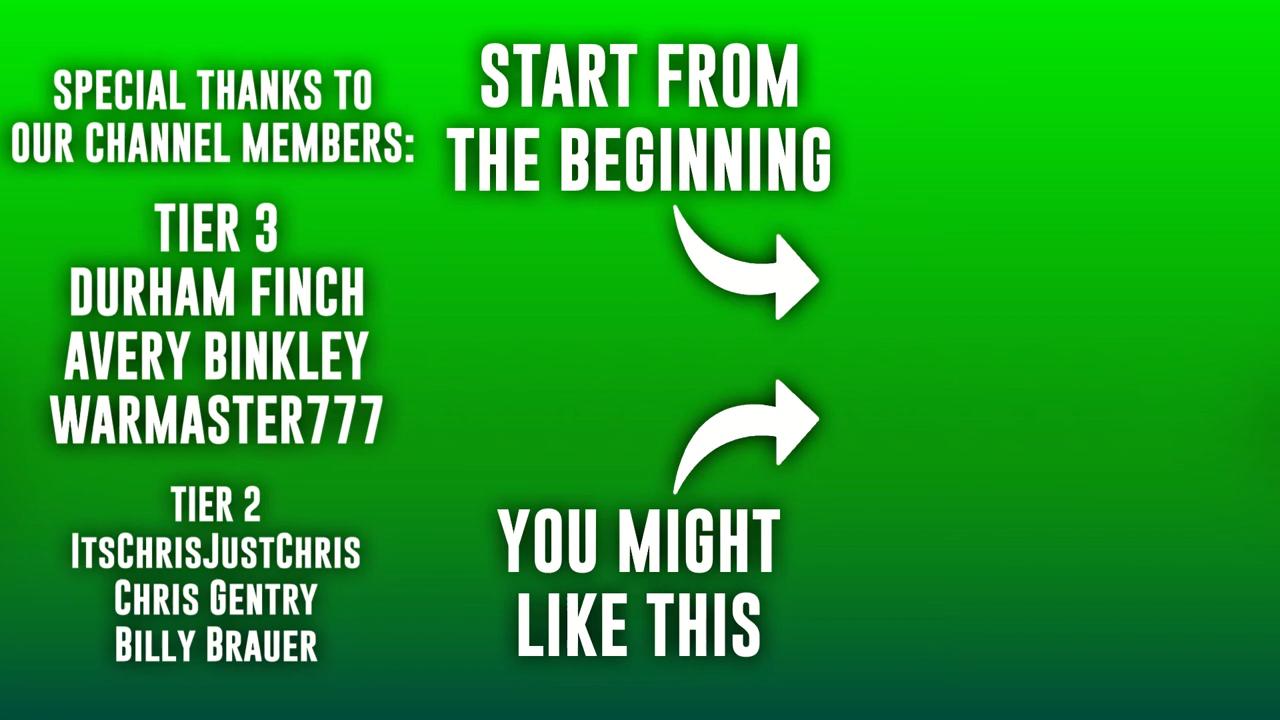 SPECIAL THANKS TO
OUR CHANNEL MEMBERS:
TIER 3
DURHAM FINCH
AVERY BINKLEY
WARMASTER777
TIER 2
ItsChrisJustChris
Chris Gentry
Billy Brauer
START FROM
THE BEGINNING
YOU MIGHT
LIKE THIS